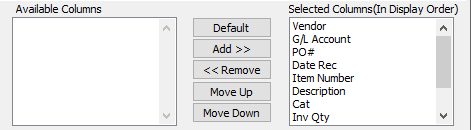 Available Columns
Default
Add >>
<< Remove
Move Up
Move Down
Selected Columns(In Display Order)
Vendor
G/L Account
PO#
Date Rec
Item Number
Description
Cat
Inv Qty